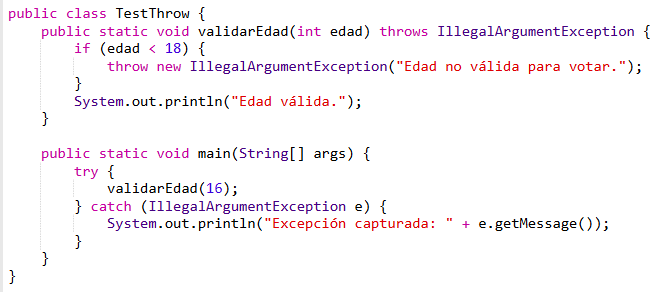 public class TestThrow {
    public static void validarEdad(int edad) throws IllegalArgumentException {
        if (edad < 18) {
            throw new IllegalArgumentException("Edad no válida para votar.");
        }
        System.out.println("Edad válida.");
    }

    public static void main(String[] args) {
        try {
            validarEdad(16);
        } catch (IllegalArgumentException e) {
            System.out.println("Excepción capturada: " + e.getMessage());
        }
    }
}